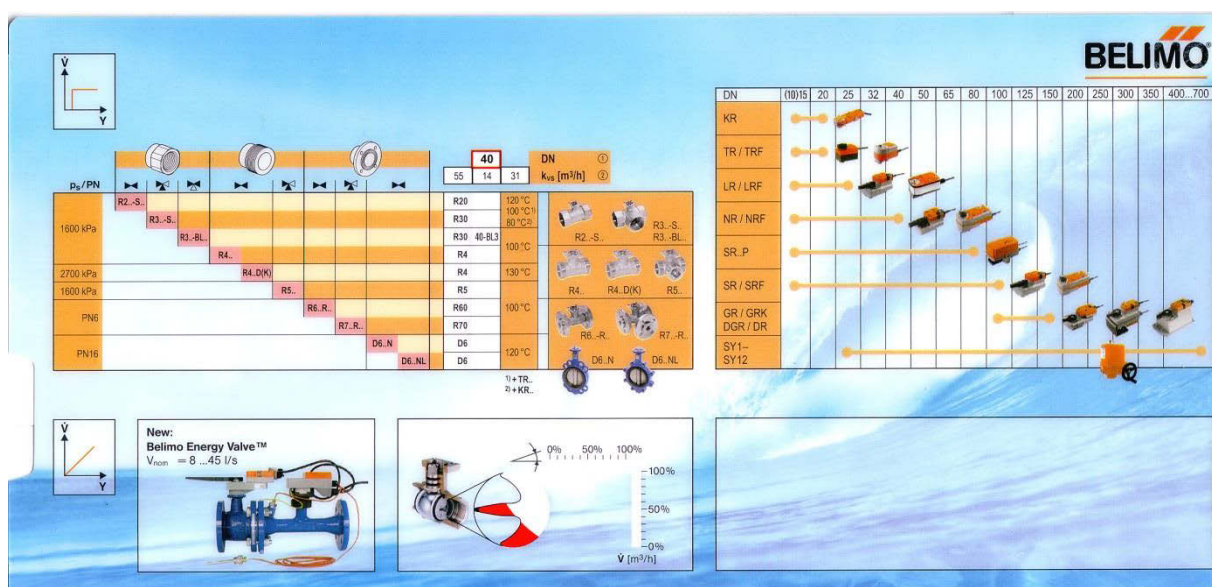 BELIMO®
V̇
Y
DN (10)15 20 25 32 40 50 65 80 100 125 150 200 250 300 350 400...700
KR
TR / TRF
LR / LRF
NR / NRF
SR..P
SR / SRF
GR / GRK
DGR / DR
SY1–
SY12
40 DN ①
55 14 31 kvs [m³/h] ②
ps / PN
1600 kPa
2700 kPa
1600 kPa
PN6
PN16
R2..-S..
R3..-S..
R3..-BL..
R4..
R4..D(K)
R5..
R6..R..
R7..R..
D6..N
D6..NL
R20
R30
R30 40-BL3
R4
R4
R5
R60
R70
D6
D6
120 °C
100 °C1)
80 °C2)
100 °C
130 °C
100 °C
120 °C
1) + TR..
2) + KR..
R2..-S..
R3..-S..
R3..-BL..
R4.. R4..D(K) R5..
R6..-R.. R7..-R..
D6..N D6..NL
V̇
Y
New:
Belimo Energy Valve™
Vnom = 8 ...45 l/s
0% 50% 100%
100%
50%
0%
V̇ [m³/h]